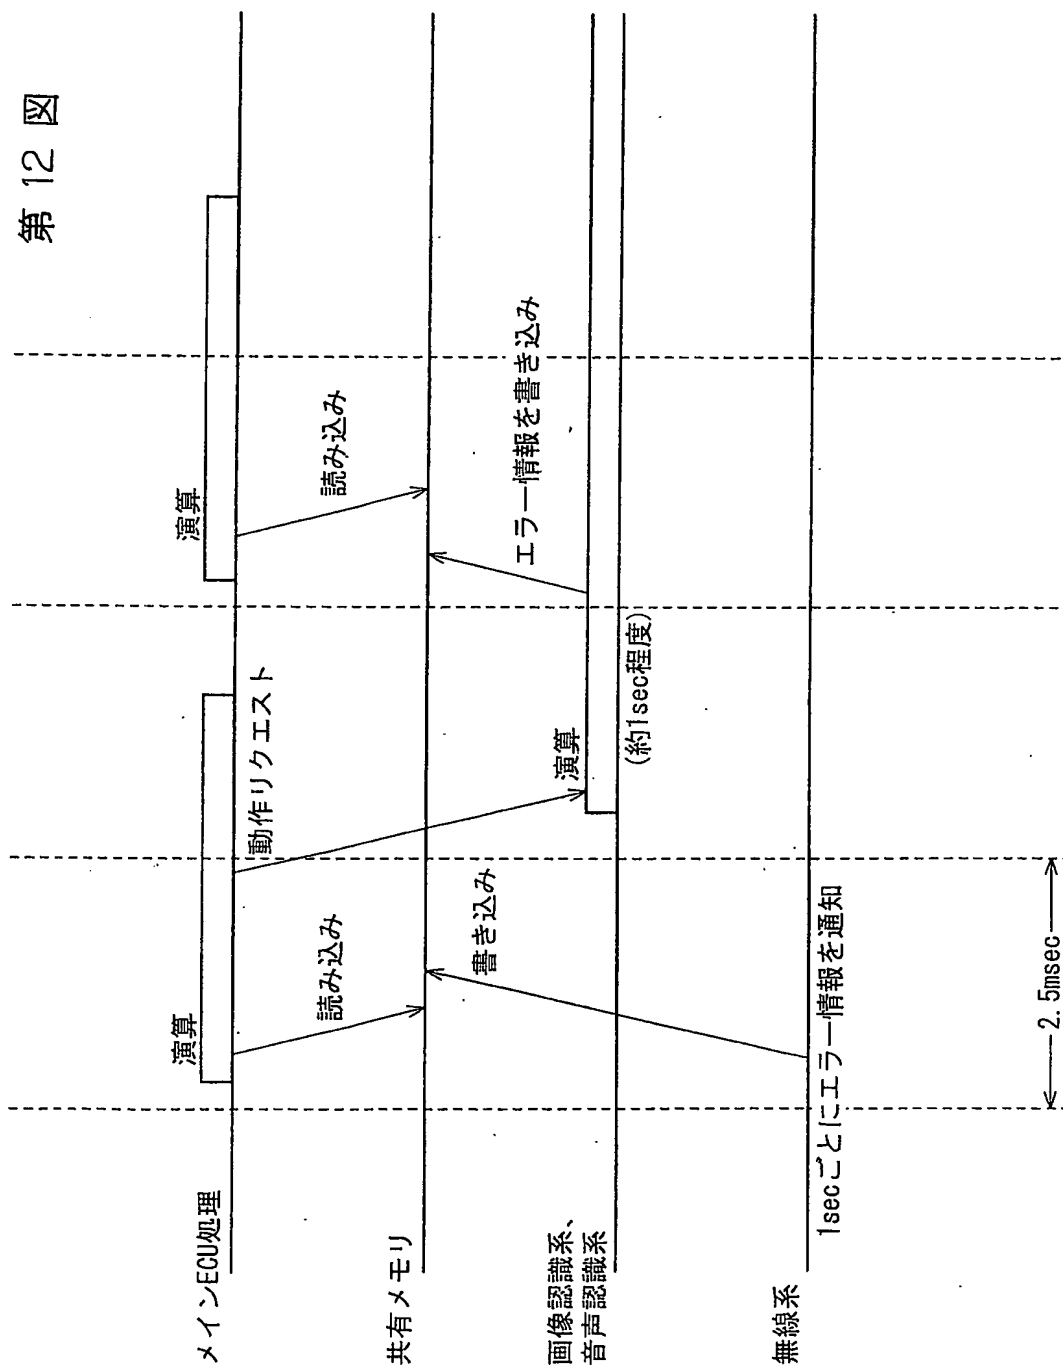 第 12 図
メインECU処理
演算
演算
読み込み
動作リクエスト
読み込み
共有メモリ
書き込み
エラー情報を書き込み
画像認識系、
音声認識系
演算
(約1sec程度)
無線系
1secごとにエラー情報を通知
2.5msec